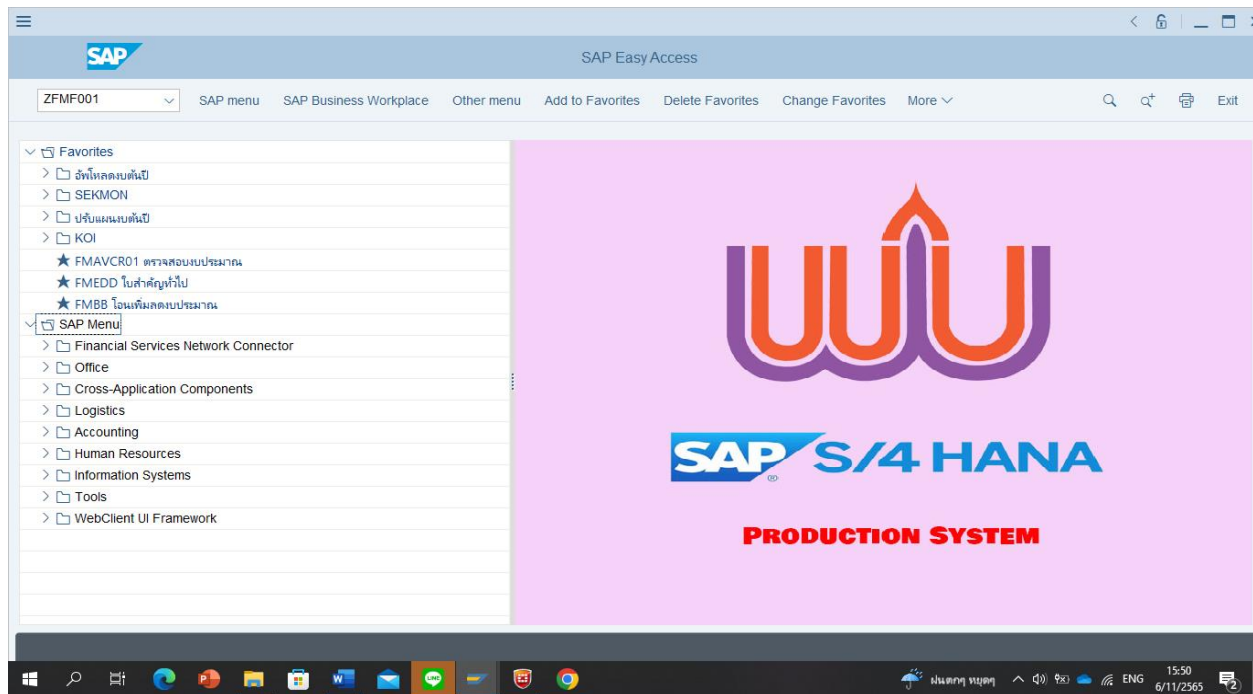 SAP
SAP Easy Access
ZFMF001 SAP menu SAP Business Workplace Other menu Add to Favorites Delete Favorites Change Favorites More Exit
Favorites
อัพโหลดงบต้นปี
SEKMON
ปรับแผนงบต้นปี
KOI
FMAVCR01 ตรวจสอบงบประมาณ
FMEDD ใบสำคัญทั่วไป
FMBB โอนเพิ่มลดงบประมาณ
SAP Menu
Financial Services Network Connector
Office
Cross-Application Components
Logistics
Accounting
Human Resources
Information Systems
Tools
WebClient UI Framework
SAP S/4 HANA
PRODUCTION SYSTEM
ฝนตกๆ หยุดๆ ENG 15:50
6/11/2565 2
LINE